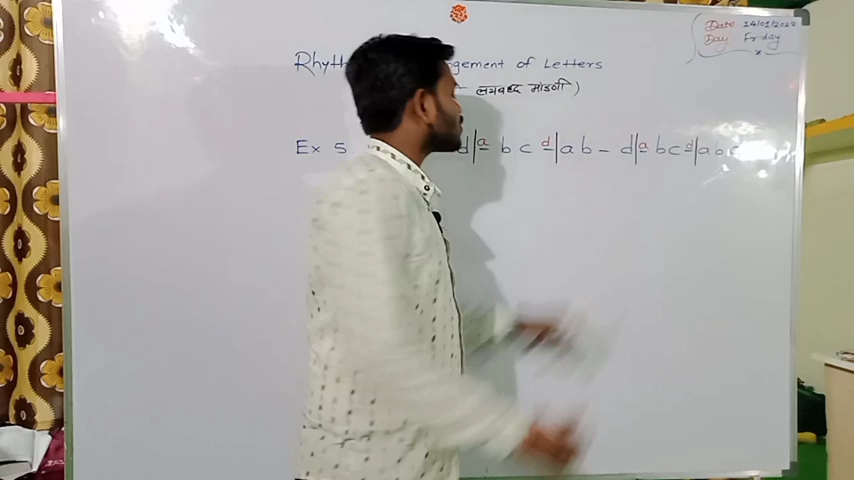 Date 14/01/2022
Day Friday
Rhyth ngement of Letters
लयबद्ध मांडणी)
Ex 5 d|a b c d|a b – d|a b c d|a b c